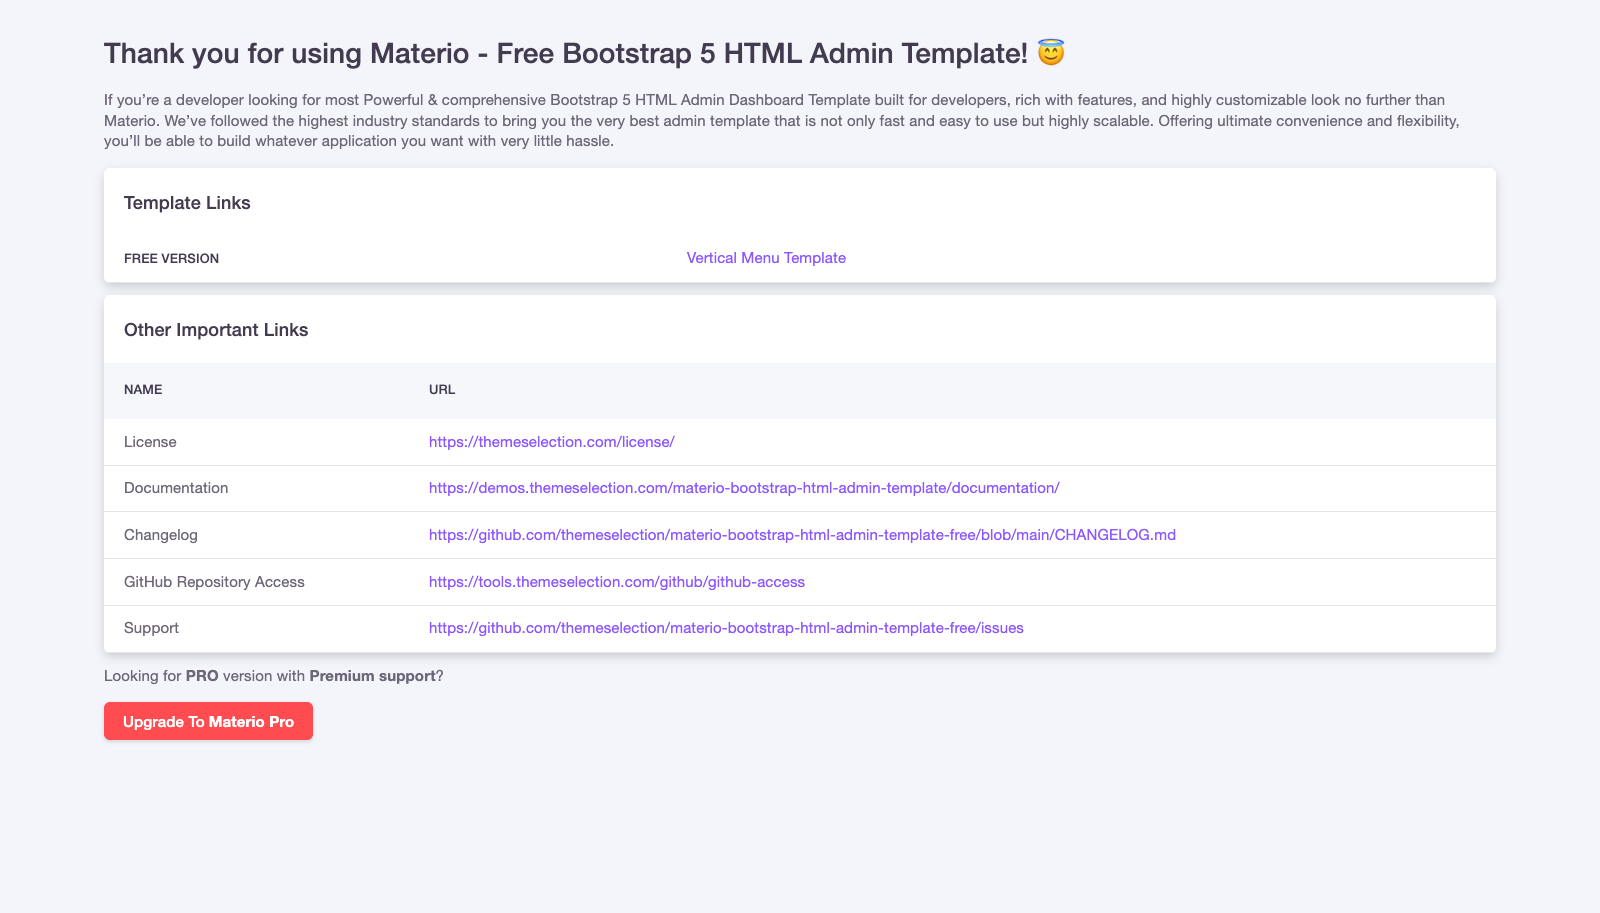 Thank you for using Materio - Free Bootstrap 5 HTML Admin Template! 😇
If you’re a developer looking for most Powerful & comprehensive Bootstrap 5 HTML Admin Dashboard Template built for developers, rich with features, and highly customizable look no further than
Materio. We’ve followed the highest industry standards to bring you the very best admin template that is not only fast and easy to use but highly scalable. Offering ultimate convenience and flexibility,
you’ll be able to build whatever application you want with very little hassle.
Template Links
FREE VERSION Vertical Menu Template
Other Important Links
NAME URL
License https://themeselection.com/license/
Documentation https://demos.themeselection.com/materio-bootstrap-html-admin-template/documentation/
Changelog https://github.com/themeselection/materio-bootstrap-html-admin-template-free/blob/main/CHANGELOG.md
GitHub Repository Access https://tools.themeselection.com/github/github-access
Support https://github.com/themeselection/materio-bootstrap-html-admin-template-free/issues
Looking for PRO version with Premium support?
Upgrade To Materio Pro